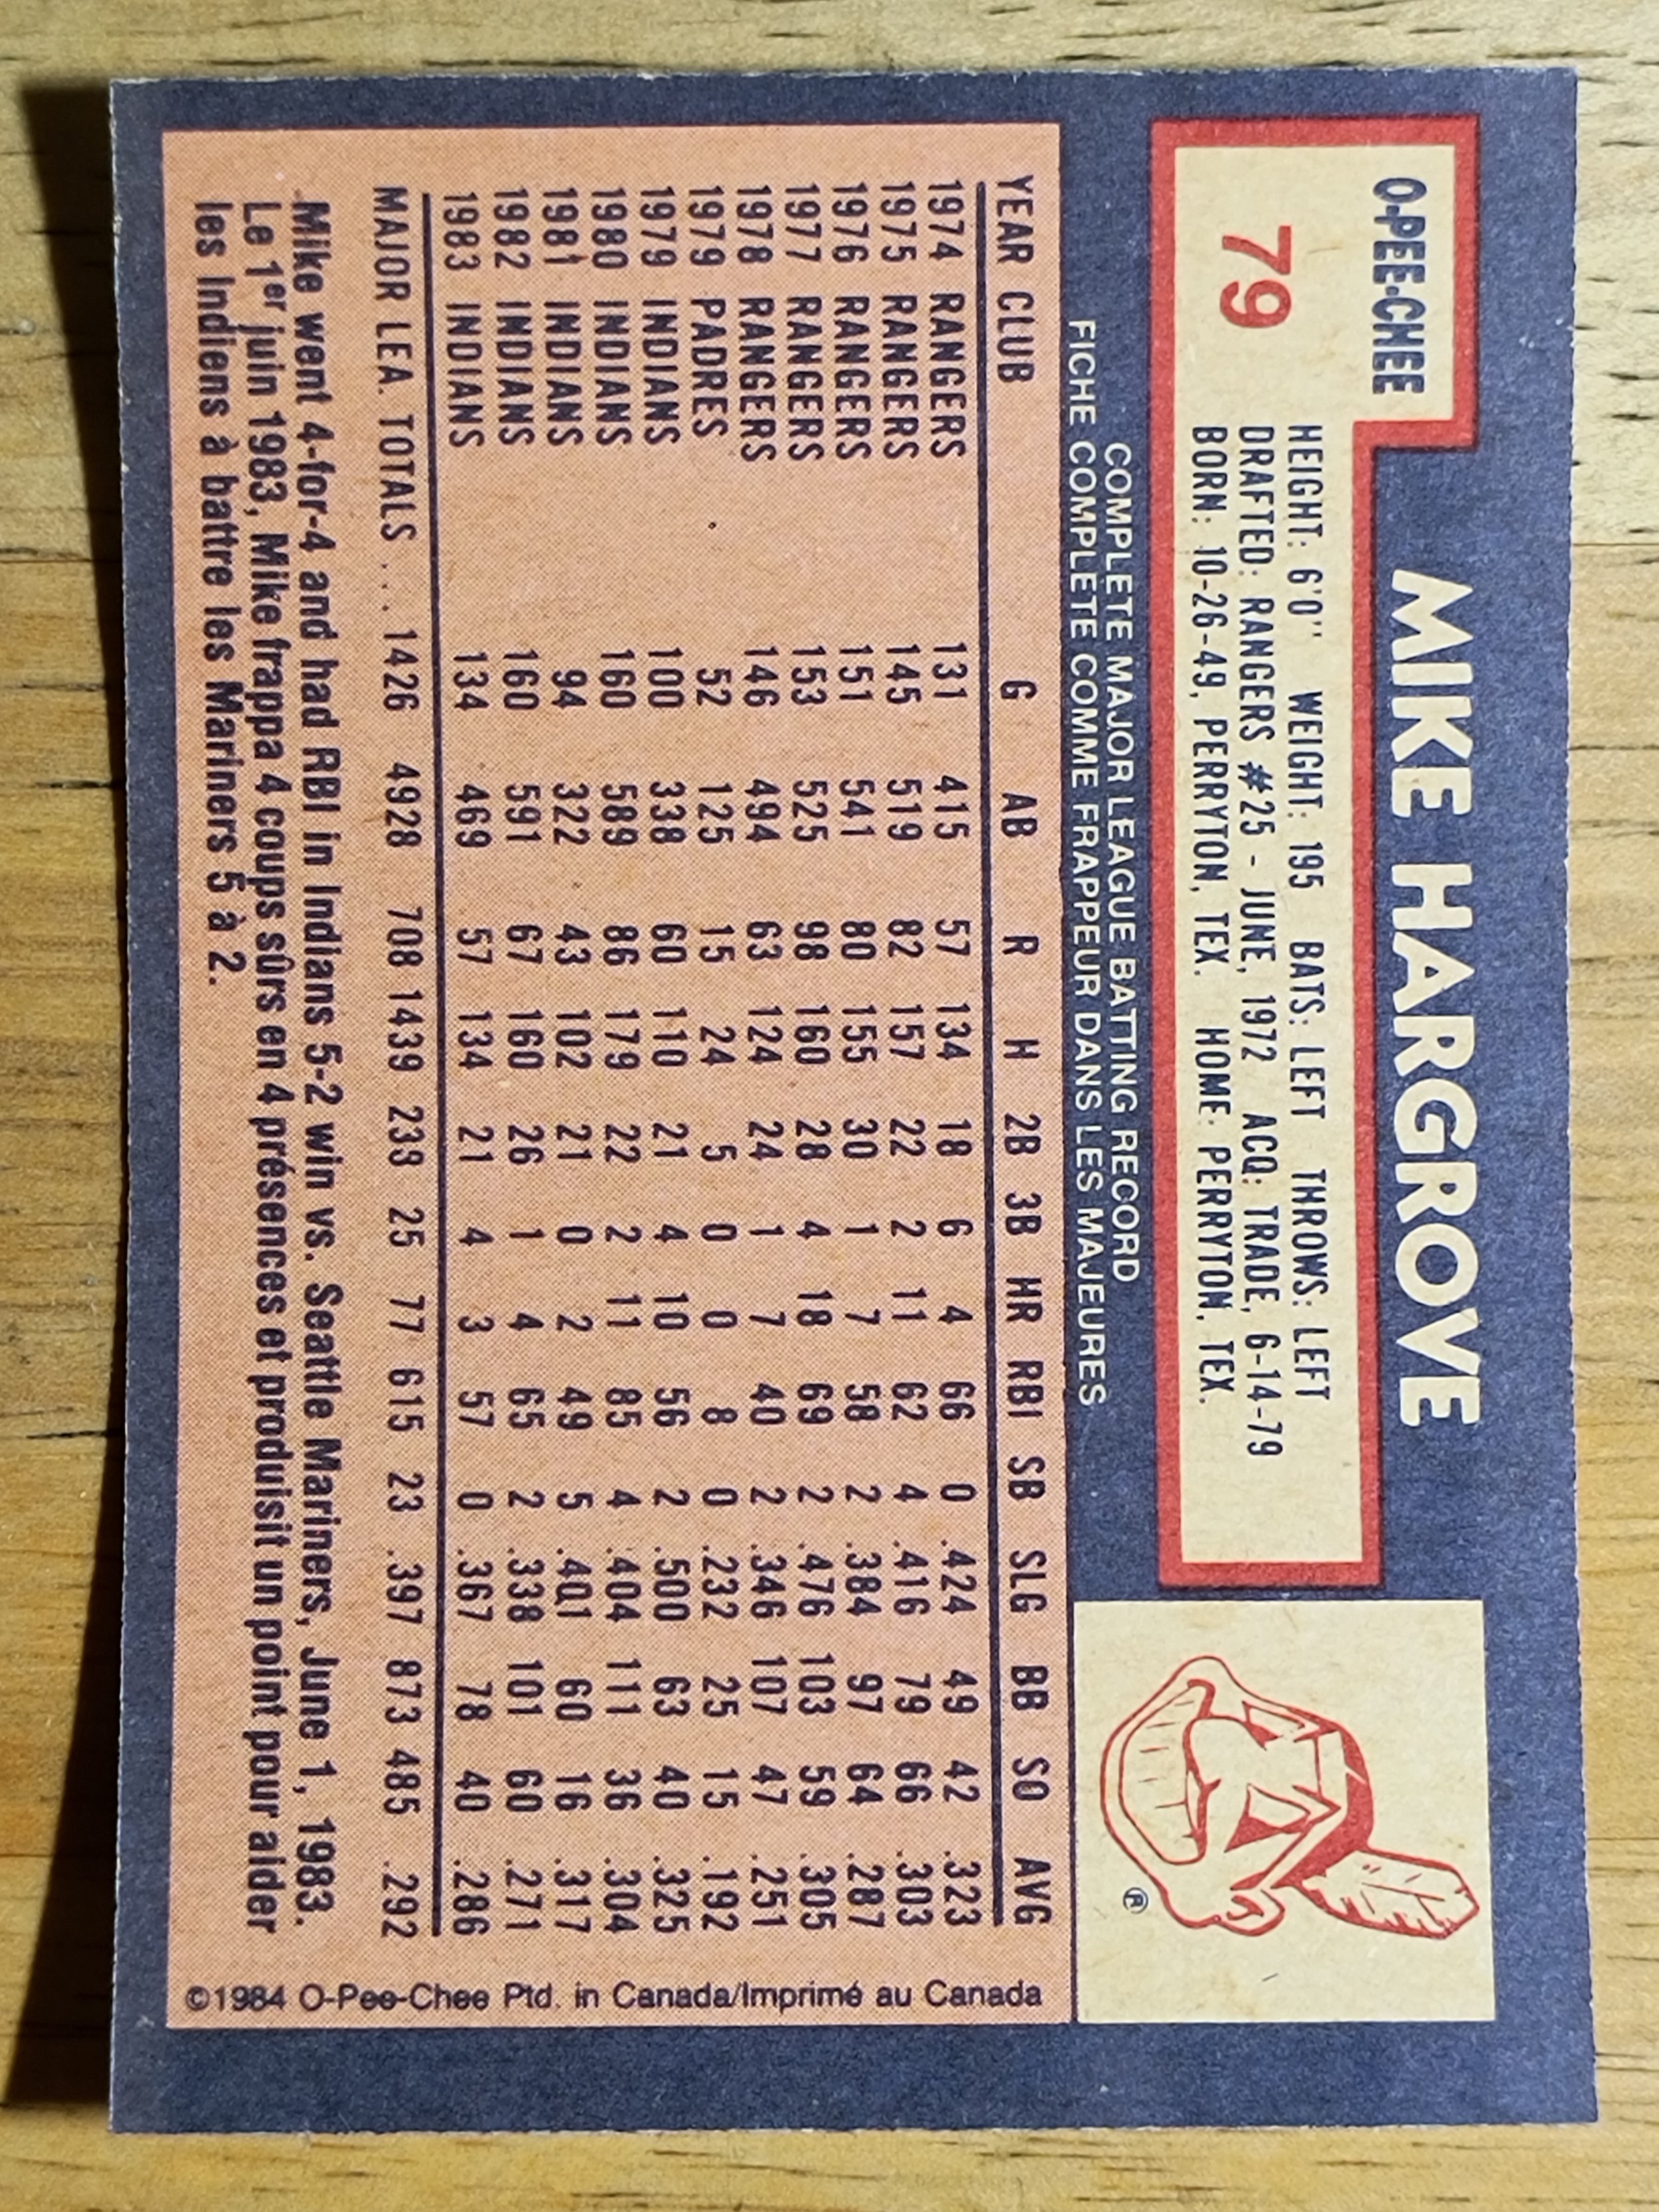 O-PEE-CHEE
79
MIKE HARGROVE
HEIGHT: 6'0" WEIGHT: 195 BATS: LEFT THROWS: LEFT
DRAFTED: RANGERS #25 - JUNE, 1972 ACQ: TRADE, 6-14-79
BORN: 10-26-49, PERRYTON, TEX. HOME: PERRYTON, TEX.
®
COMPLETE MAJOR LEAGUE BATTING RECORD
FICHE COMPLETE COMME FRAPPEUR DANS LES MAJEURES
YEAR CLUB G AB R H 2B 3B HR RBI SB SLG BB SO AVG
1974 RANGERS 131 415 57 134 18 6 4 66 0 .424 49 42 .323
1975 RANGERS 145 519 82 157 22 2 11 62 4 .416 79 66 .303
1976 RANGERS 151 541 80 155 30 1 7 58 2 .384 97 64 .287
1977 RANGERS 153 525 98 160 28 4 18 69 2 .476 103 59 .305
1978 RANGERS 146 494 63 124 24 1 7 40 2 .346 107 47 .251
1979 PADRES 52 125 15 24 5 0 0 8 0 .232 25 15 .192
1979 INDIANS 100 338 60 110 21 4 10 56 2 .500 63 40 .325
1980 INDIANS 160 589 86 179 22 2 11 85 4 .404 111 36 .304
1981 INDIANS 94 322 43 102 21 0 2 49 5 .401 60 16 .317
1982 INDIANS 160 591 67 160 26 1 4 65 2 .338 101 60 .271
1983 INDIANS 134 469 57 134 21 4 3 57 0 .367 78 40 .286
MAJOR LEA. TOTALS ... 1426 4928 708 1439 238 25 77 615 23 .397 873 485 .292
Mike went 4-for-4 and had RBI in Indians 5-2 win vs. Seattle Mariners, June 1, 1983.
Le 1er juin 1983, Mike frappa 4 coups sûrs en 4 présences et produisit un point pour aider
les Indiens à battre les Mariners 5 à 2.
©1984 O-Pee-Chee Ptd. in Canada/Imprimé au Canada